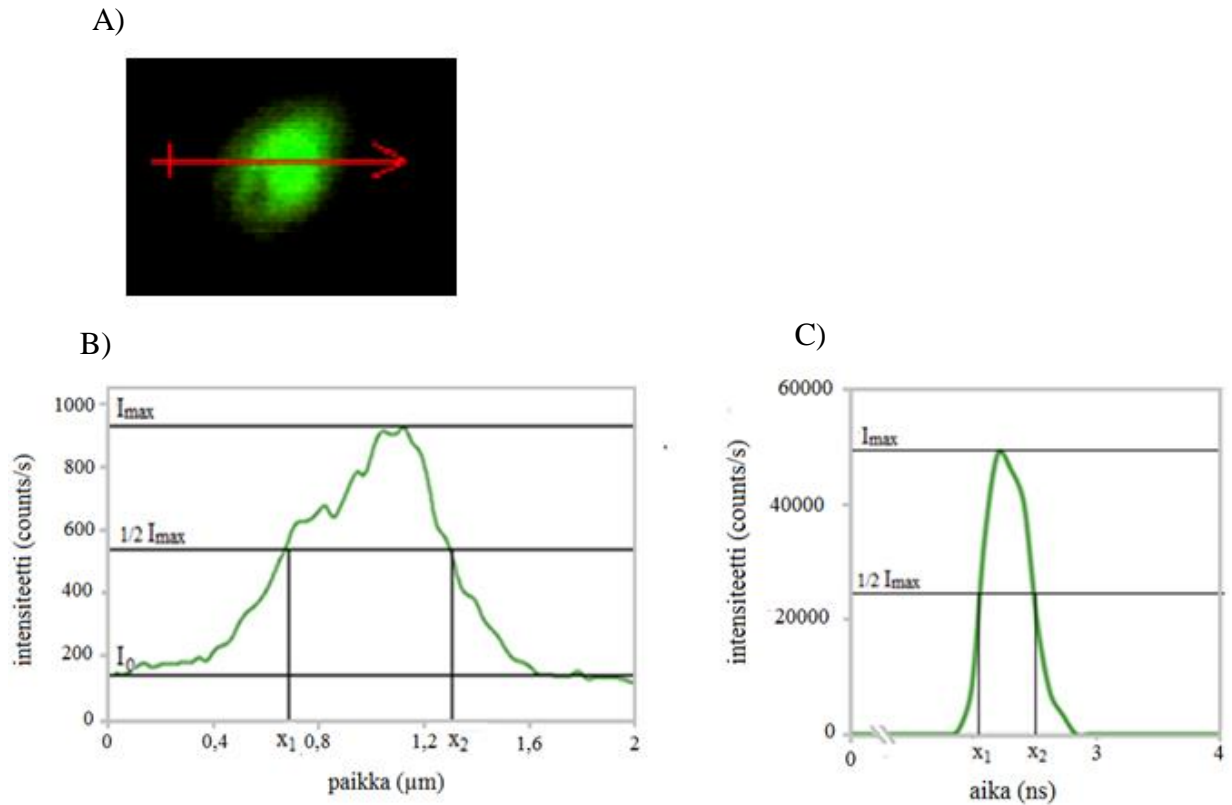 A)
B)
intensiteetti (counts/s)
1000
800
600
400
200
0
Imax
1/2 Imax
I0
0
0,4
x1
0,8
1,2
x2
1,6
2
paikka (µm)
C)
intensiteetti (counts/s)
60000
40000
20000
0
Imax
1/2 Imax
0
x1
x2
3
4
aika (ns)